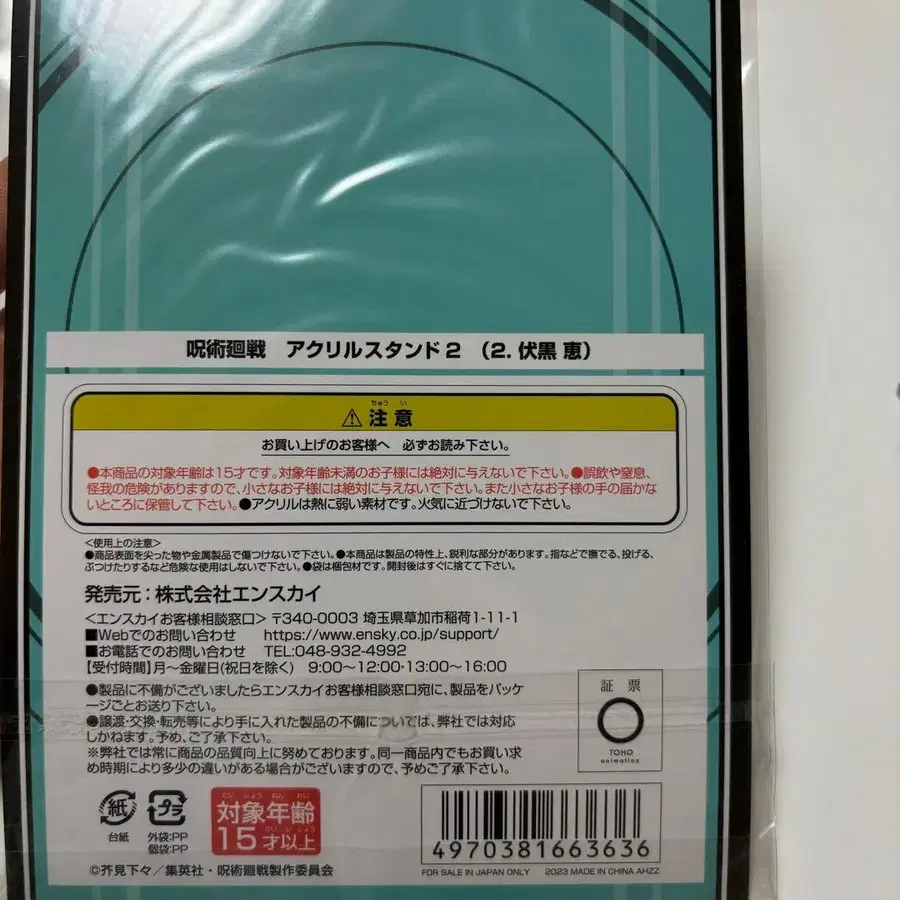 呪術廻戦　アクリルスタンド2　（2. 伏黒 恵）
ちゅう い
⚠注意
お買い上げのお客様へ　必ずお読み下さい。
●本商品の対象年齢は15才です。対象年齢未満のお子様には絶対に与えないで下さい。●誤飲や窒息、
怪我の危険がありますので、小さなお子様には絶対に与えないで下さい。また小さなお子様の手の届かな
いところに保管して下さい。●アクリルは熱に弱い素材です。火気に近づけないで下さい。
＜使用上の注意＞
●商品表面を尖った物や金属製品で傷つけないで下さい。●本商品は製品の特性上、鋭利な部分があります。指などで撫でる、投げる、
ぶつけたりするなど危険な使用はしないで下さい。●袋は梱包材です。開封後はすぐに捨てて下さい。
発売元：株式会社エンスカイ
＜エンスカイお客様相談窓口＞〒340-0003 埼玉県草加市稲荷1-11-1
■Webでのお問い合わせ　https://www.ensky.co.jp/support/
■お電話でのお問い合わせ　TEL:048-932-4992
【受付時間】月～金曜日(祝日を除く)　9:00～12:00・13:00～16:00
●製品に不備がございましたらエンスカイお客様相談窓口宛に、製品をパッケ
ージごとお送り下さい。
●譲渡・交換・転売等により手に入れた製品の不備については、弊社では対応
しかねます。予め、ご了承下さい。
※弊社では常に商品の品質向上に努めております。同一商品内でもお買い求
め時期により多少の違いがある場合がございますので、予めご了承下さい。
証票
TOHO
animation
紙
台紙
プラ
外袋:PP
個袋:PP
たい しょう ねん れい
対象年齢
さい い じょう
15才以上
4970381663636
©芥見下々／集英社・呪術廻戦製作委員会
FOR SALE IN JAPAN ONLY　2023 MADE IN CHINA AHZZ